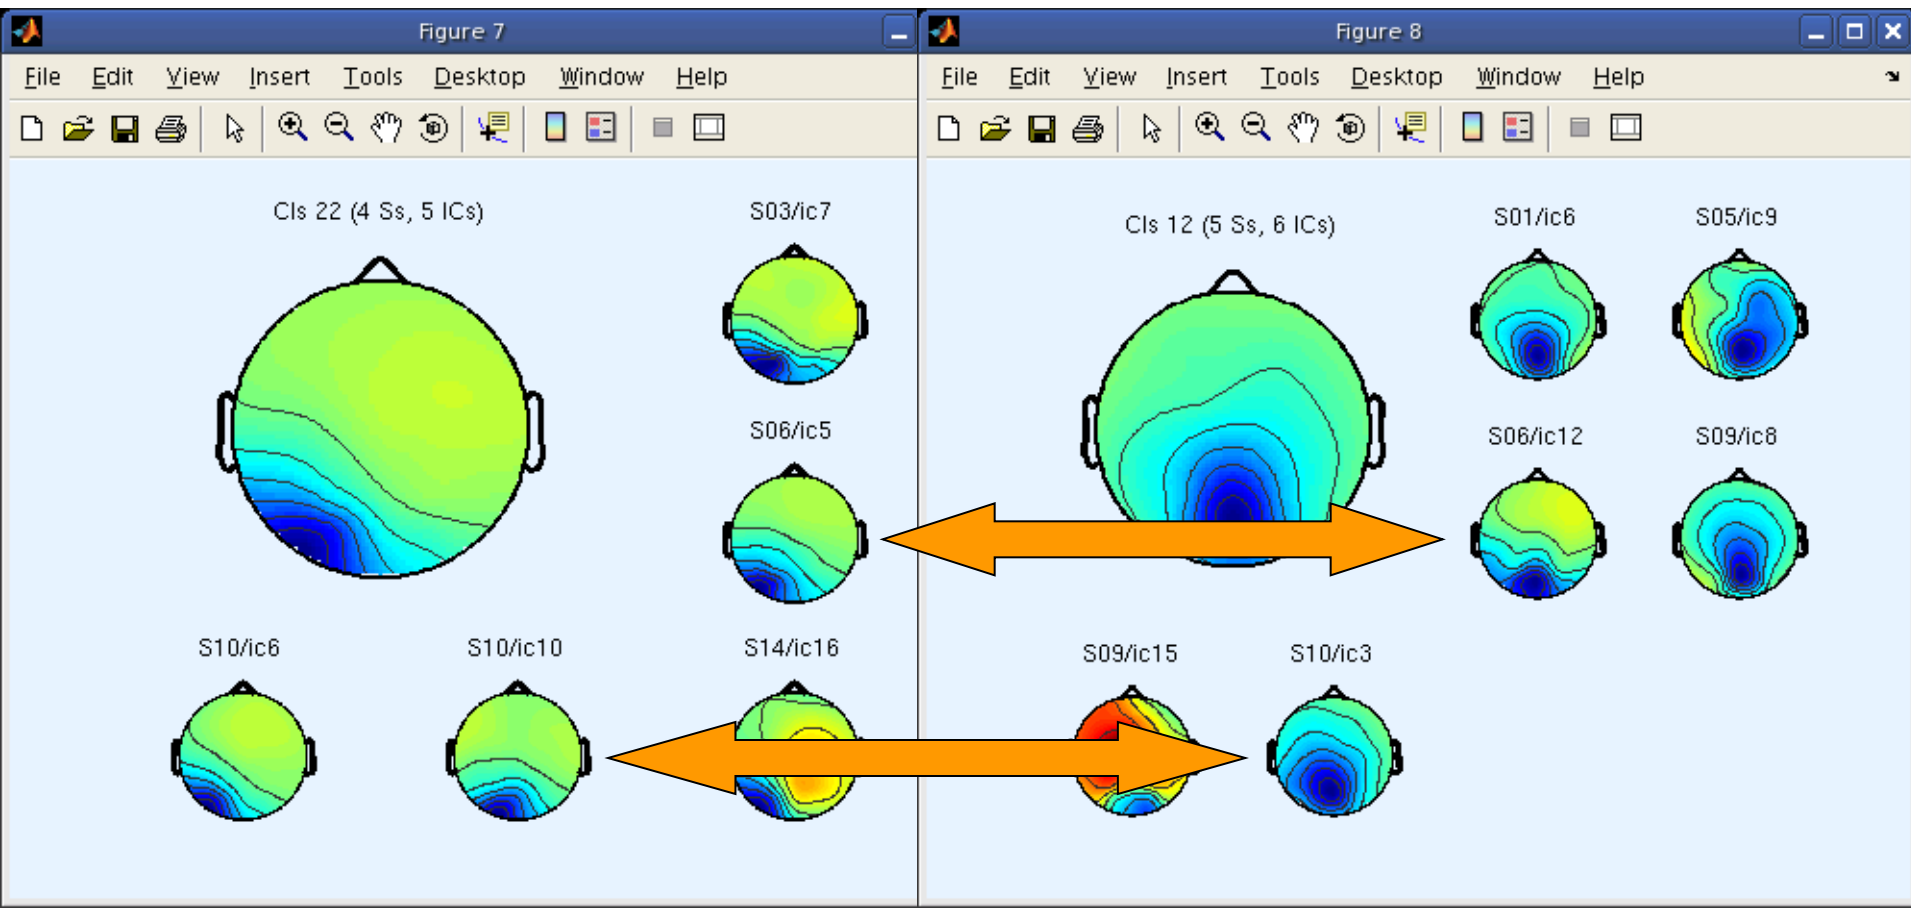 Figure 7
File Edit View Insert Tools Desktop Window Help
Cls 22 (4 Ss, 5 ICs)
S03/ic7
S06/ic5
S10/ic6
S10/ic10
S14/ic16
Figure 8
File Edit View Insert Tools Desktop Window Help
Cls 12 (5 Ss, 6 ICs)
S01/ic6
S05/ic9
S06/ic12
S09/ic8
S09/ic15
S10/ic3